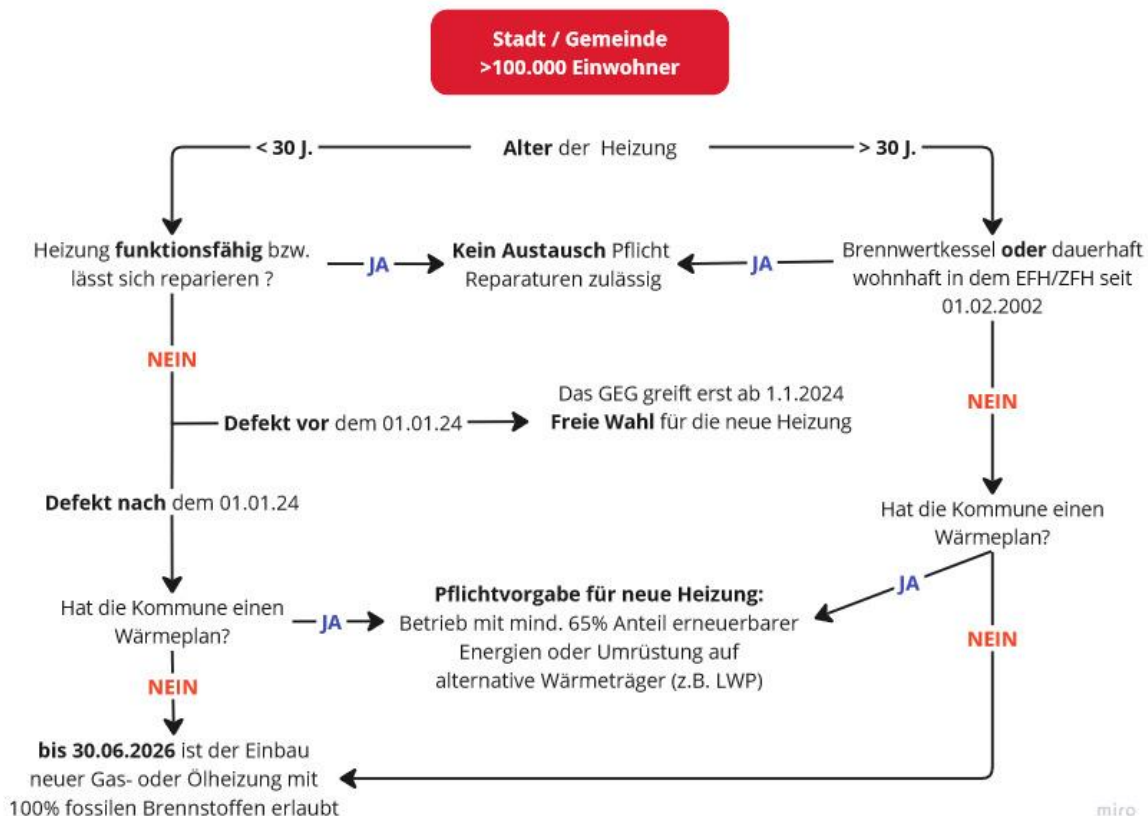 Stadt / Gemeinde
>100.000 Einwohner
< 30 J.
Alter der Heizung
> 30 J.
Heizung funktionsfähig bzw.
lässt sich reparieren ?
JA
Kein Austausch Pflicht
Reparaturen zulässig
JA
Brennwertkessel oder dauerhaft
wohnhaft in dem EFH/ZFH seit
01.02.2002
NEIN
Defekt vor dem 01.01.24
Das GEG greift erst ab 1.1.2024
Freie Wahl für die neue Heizung
NEIN
Defekt nach dem 01.01.24
Hat die Kommune einen
Wärmeplan?
Hat die Kommune einen
Wärmeplan?
JA
Pflichtvorgabe für neue Heizung:
Betrieb mit mind. 65% Anteil erneuerbarer
Energien oder Umrüstung auf
alternative Wärmeträger (z.B. LWP)
JA
NEIN
NEIN
bis 30.06.2026 ist der Einbau
neuer Gas- oder Ölheizung mit
100% fossilen Brennstoffen erlaubt
miro